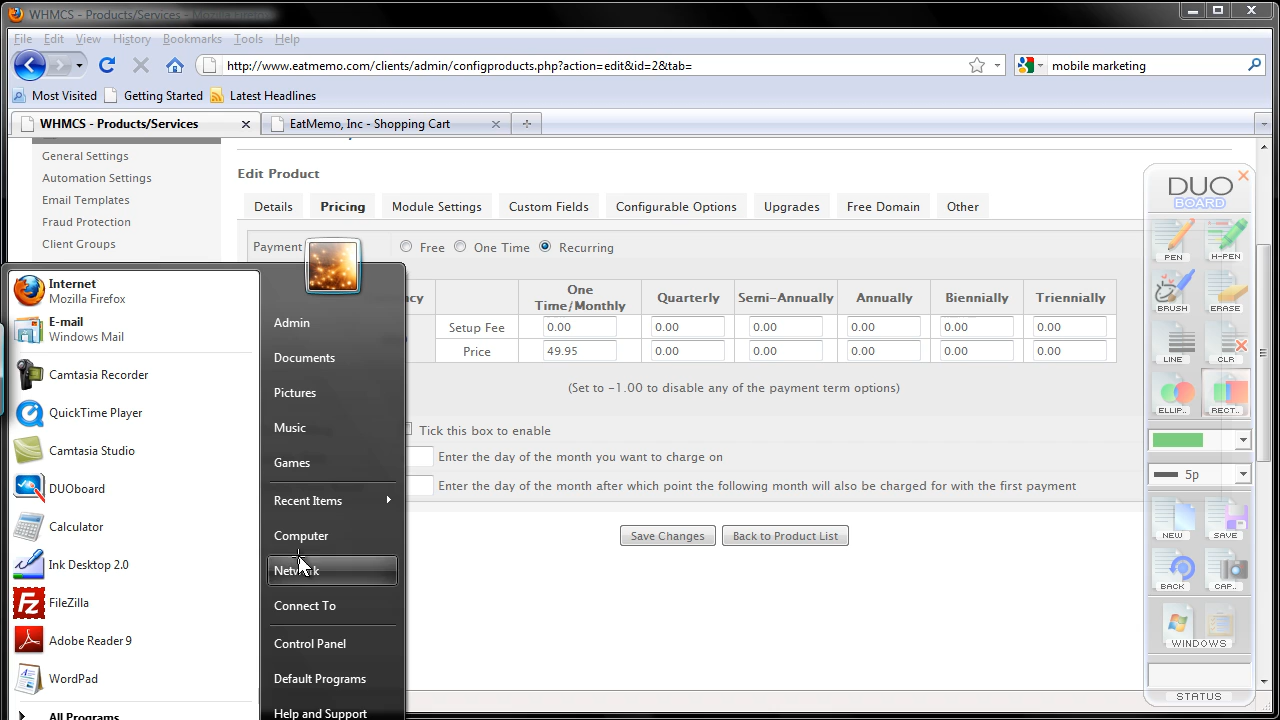 WHMCS - Products/Services - Mozilla Firefox
File Edit View History Bookmarks Tools Help
http://www.eatmemo.com/clients/admin/configproducts.php?action=edit&id=2&tab=
mobile marketing
Most Visited Getting Started Latest Headlines
WHMCS - Products/Services
EatMemo, Inc - Shopping Cart
General Settings
Automation Settings
Email Templates
Fraud Protection
Client Groups
Edit Product
Details Pricing Module Settings Custom Fields Configurable Options Upgrades Free Domain Other
Payment Free One Time Recurring
cy One Time/Monthly Quarterly Semi-Annually Annually Biennially Triennially
Setup Fee 0.00 0.00 0.00 0.00 0.00 0.00
Price 49.95 0.00 0.00 0.00 0.00 0.00
(Set to -1.00 to disable any of the payment term options)
Tick this box to enable
Enter the day of the month you want to charge on
Enter the day of the month after which point the following month will also be charged for with the first payment
Save Changes Back to Product List
Internet
Mozilla Firefox
E-mail
Windows Mail
Camtasia Recorder
QuickTime Player
Camtasia Studio
DUOboard
Calculator
Ink Desktop 2.0
FileZilla
Adobe Reader 9
WordPad
All Programs
Admin
Documents
Pictures
Music
Games
Recent Items
Computer
Network
Connect To
Control Panel
Default Programs
Help and Support
DUO
BOARD
PEN H-PEN
BRUSH ERASE
LINE CLR
ELLIP.. RECT..
5p
NEW SAVE
BACK CAP..
WINDOWS
STATUS